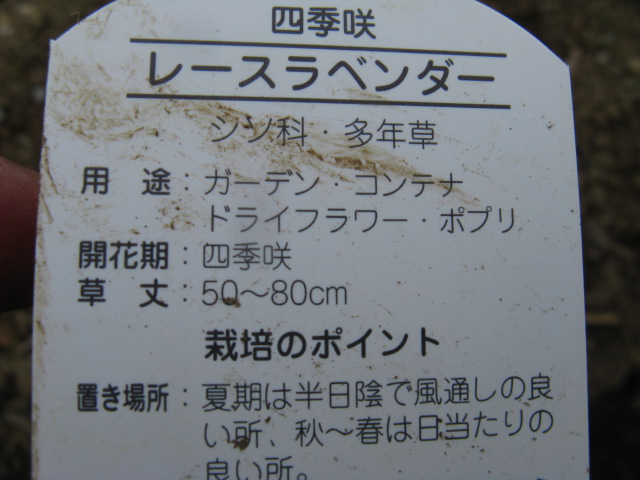 四季咲
レースラベンダー
シソ科・多年草
用　途：ガーデン・コンテナ
ドライフラワー・ポプリ
開花期：四季咲
草　丈：50〜80cm
栽培のポイント
置き場所：夏期は半日陰で風通しの良
い所、秋〜春は日当たりの
良い所。